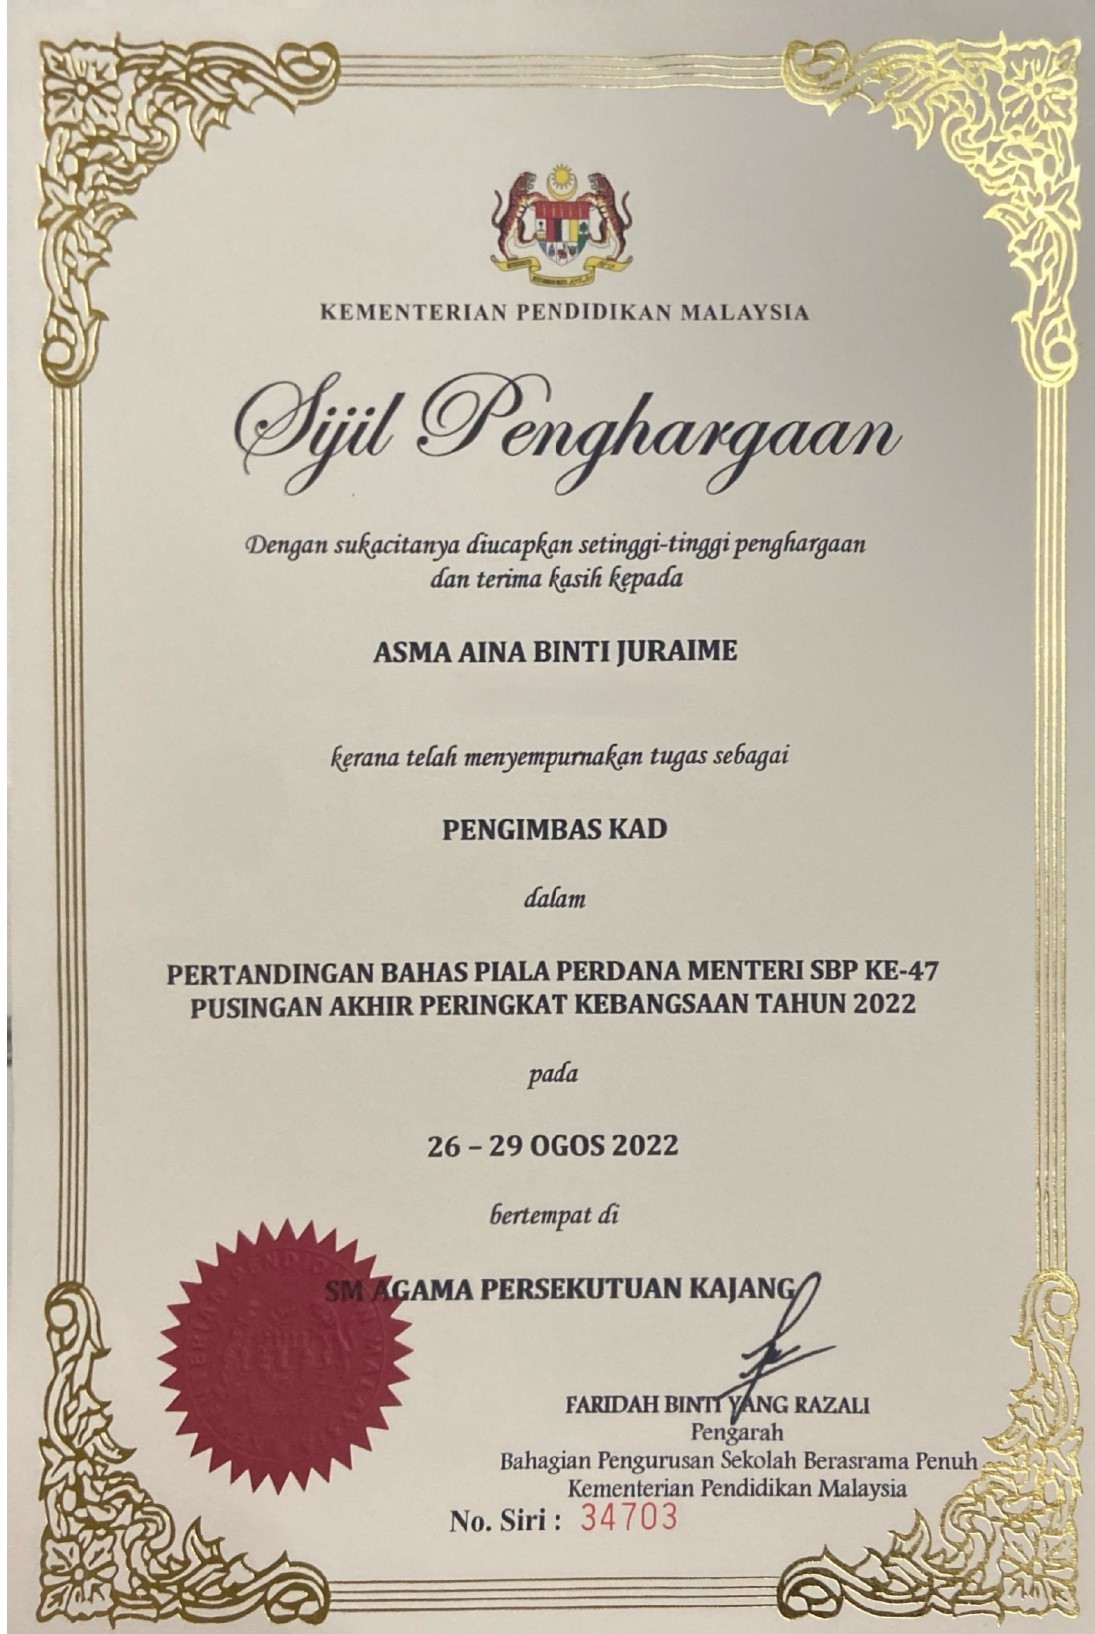 KEMENTERIAN PENDIDIKAN MALAYSIA
Sijil Penghargaan
Dengan sukacitanya diucapkan setinggi-tinggi penghargaan
dan terima kasih kepada
ASMA AINA BINTI JURAIME
kerana telah menyempurnakan tugas sebagai
PENGIMBAS KAD
dalam
PERTANDINGAN BAHAS PIALA PERDANA MENTERI SBP KE-47
PUSINGAN AKHIR PERINGKAT KEBANGSAAN TAHUN 2022
pada
26 – 29 OGOS 2022
bertempat di
SM AGAMA PERSEKUTUAN KAJANG
FARIDAH BINTI YANG RAZALI
Pengarah
Bahagian Pengurusan Sekolah Berasrama Penuh
Kementerian Pendidikan Malaysia
No. Siri : 34703